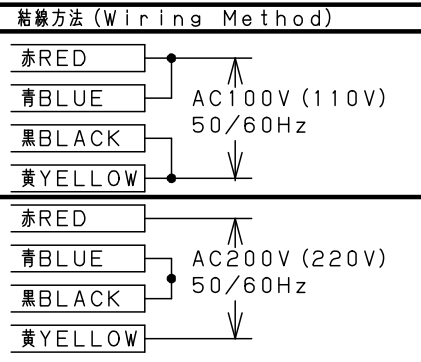 結線方法 (Wiring Method)
赤RED
青BLUE
AC100V (110V)
50/60Hz
黒BLACK
黄YELLOW
赤RED
青BLUE
AC200V (220V)
50/60Hz
黒BLACK
黄YELLOW